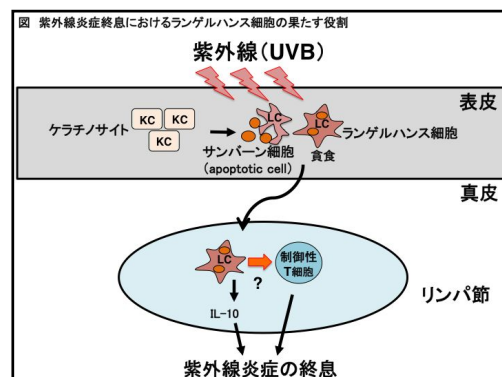 図 紫外線炎症終息におけるランゲルハンス細胞の果たす役割
紫外線(UVB)
表皮
KC KC
KC
ケラチノサイト
LC
LC
ランゲルハンス細胞
サンバーン細胞
(apoptotic cell)
貪食
真皮
LC
?
制御性
T細胞
IL-10
リンパ節
紫外線炎症の終息